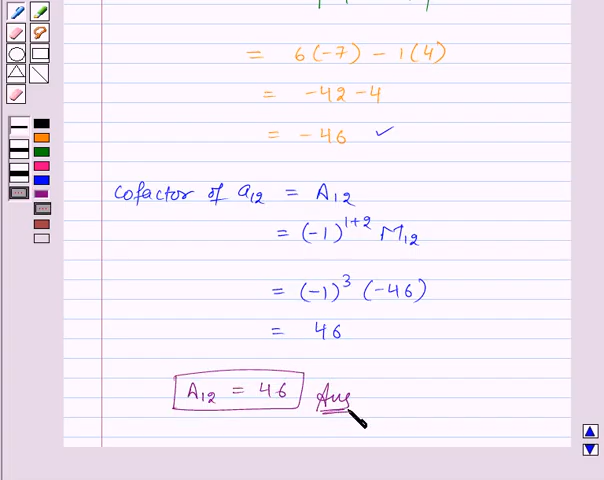 = 6(-7) - 1(4)
= -42 -4
= -46 ✓
Cofactor of a₁₂ = A₁₂
= (-1)¹⁺² M₁₂
= (-1)³ (-46)
= 46
A₁₂ = 46 Ans